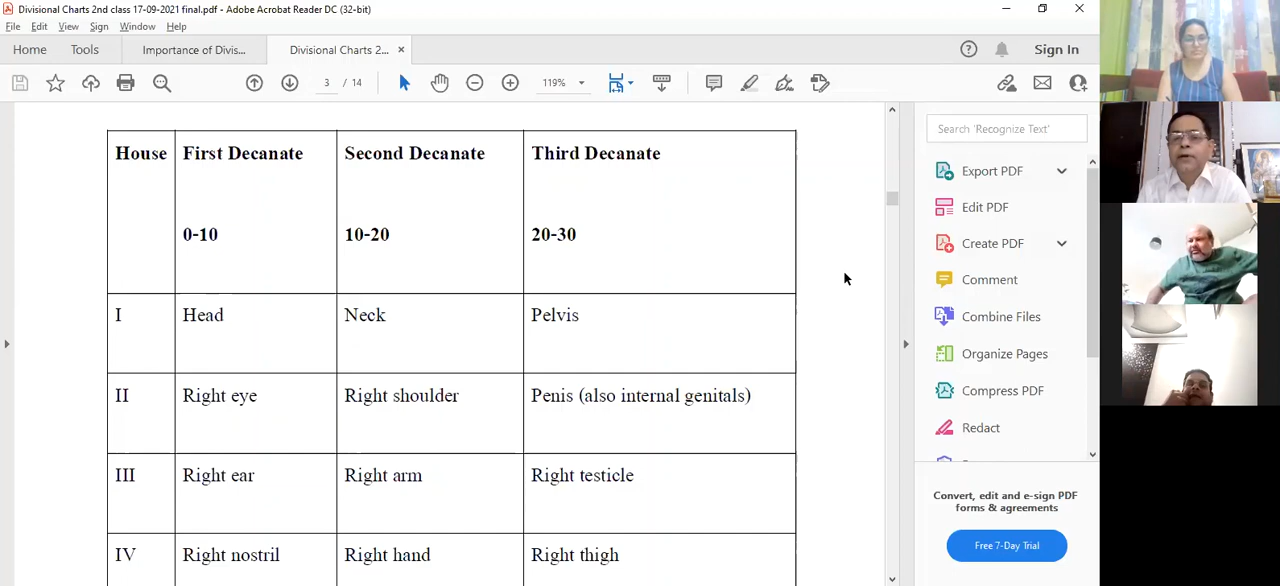 Divisional Charts 2nd class 17-09-2021 final.pdf - Adobe Acrobat Reader DC (32-bit)
File Edit View Sign Window Help
Home Tools Importance of Divis... Divisional Charts 2... × Sign In
3 / 14 119%
House First Decanate Second Decanate Third Decanate
0-10 10-20 20-30
I Head Neck Pelvis
II Right eye Right shoulder Penis (also internal genitals)
III Right ear Right arm Right testicle
IV Right nostril Right hand Right thigh
Search 'Recognize Text'
Export PDF
Edit PDF
Create PDF
Comment
Combine Files
Organize Pages
Compress PDF
Redact
Convert, edit and e-sign PDF
forms & agreements
Free 7-Day Trial